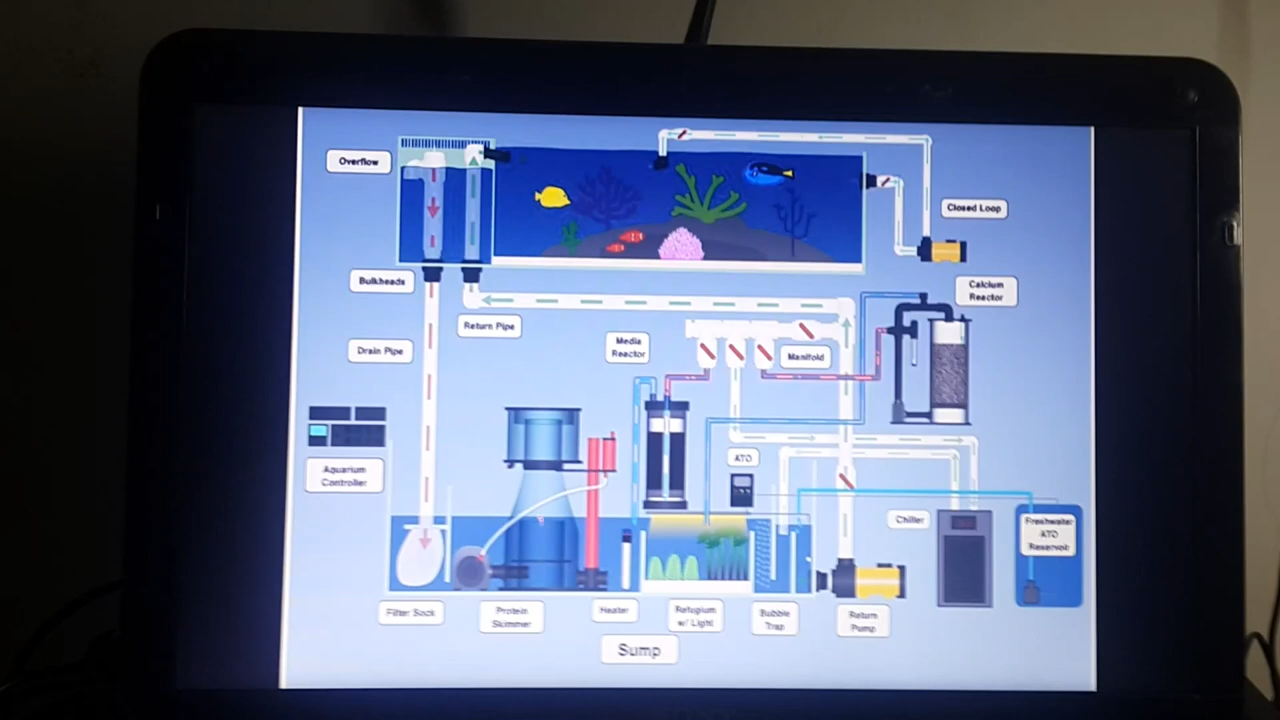 Overflow
Closed Loop
Bulkheads
Calcium
Reactor
Return Pipe
Media
Reactor
Drain Pipe
Manifold
ATO
Aquarium
Controller
Chiller
Freshwater
ATO
Reservoir
Filter Sock
Protein
Skimmer
Heater
Refugium
w/ Light
Bubble
Trap
Return
Pump
Sump